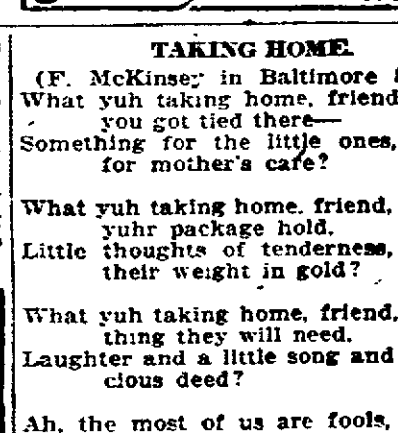 TAKING HOME.
(F. McKinsey in Baltimore
What yuh taking home, friend
you got tied there—
Something for the little ones,
for mother's care?
What yuh taking home, friend,
yuhr package hold,
Little thoughts of tenderness,
their weight in gold?
What yuh taking home, friend,
thing they will need.
Laughter and a little song and
cious deed?
Ah, the most of us are fools,